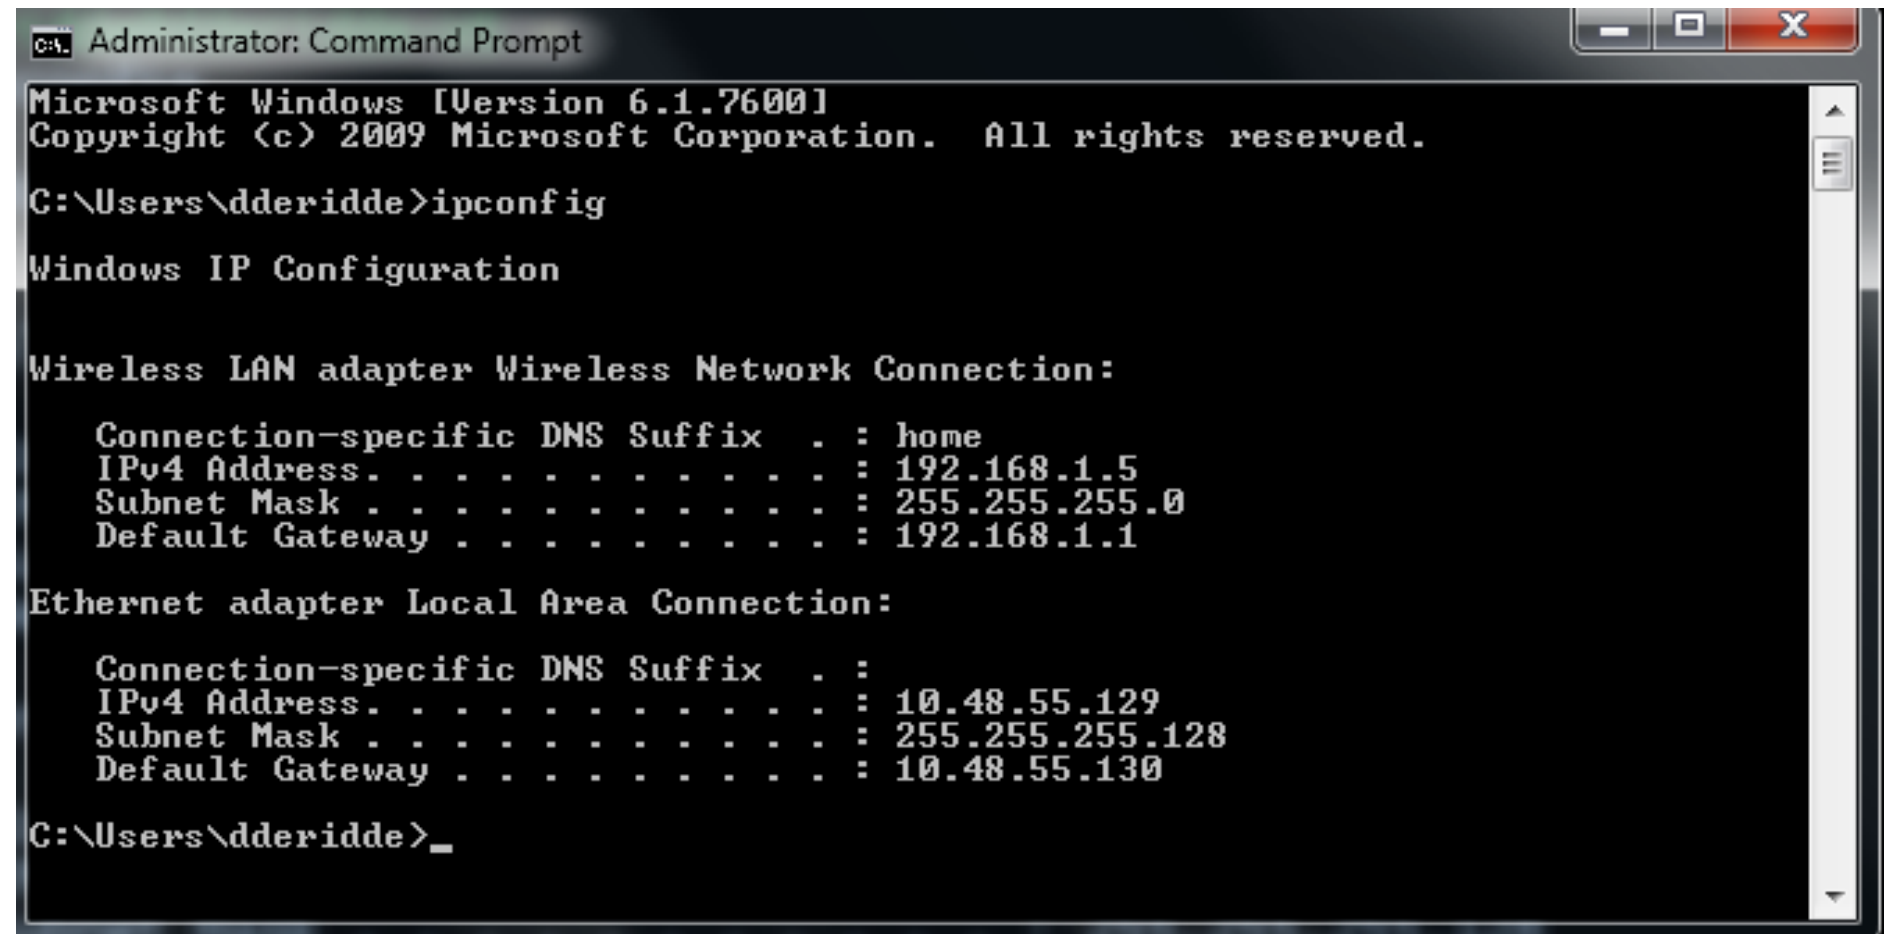 Administrator: Command Prompt
Microsoft Windows [Version 6.1.7600]
Copyright (c) 2009 Microsoft Corporation.  All rights reserved.
C:\Users\dderidde>ipconfig
Windows IP Configuration
Wireless LAN adapter Wireless Network Connection:
   Connection-specific DNS Suffix  . : home
   IPv4 Address. . . . . . . . . . . : 192.168.1.5
   Subnet Mask . . . . . . . . . . . : 255.255.255.0
   Default Gateway . . . . . . . . . : 192.168.1.1
Ethernet adapter Local Area Connection:
   Connection-specific DNS Suffix  . :
   IPv4 Address. . . . . . . . . . . : 10.48.55.129
   Subnet Mask . . . . . . . . . . . : 255.255.255.128
   Default Gateway . . . . . . . . . : 10.48.55.130
C:\Users\dderidde>_